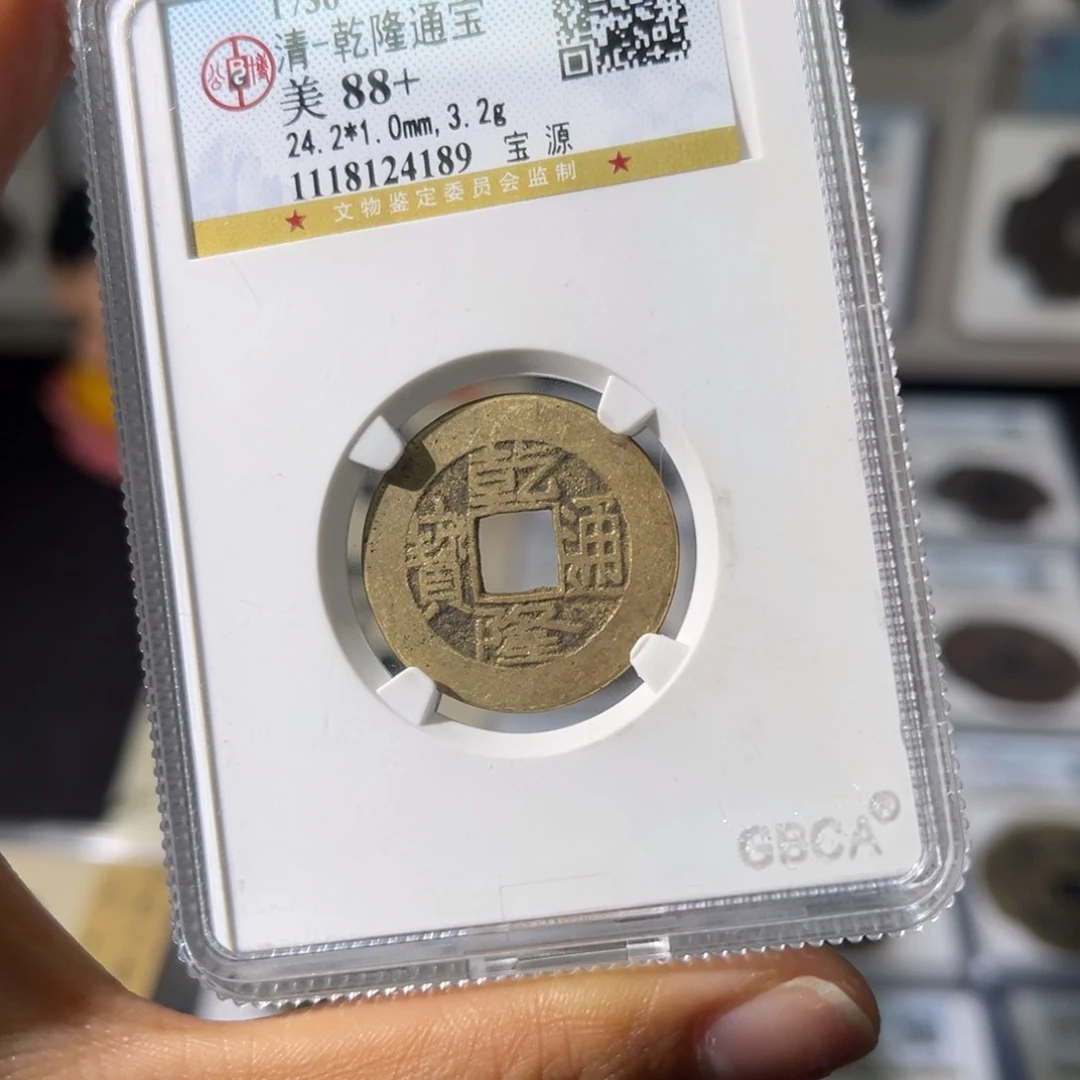 清-乾隆通宝
美 88+
24.2*1.0mm, 3.2g
宝 源
1118124189
★ 文物鉴定委员会监制 ★
乾隆通寳
GBCA®